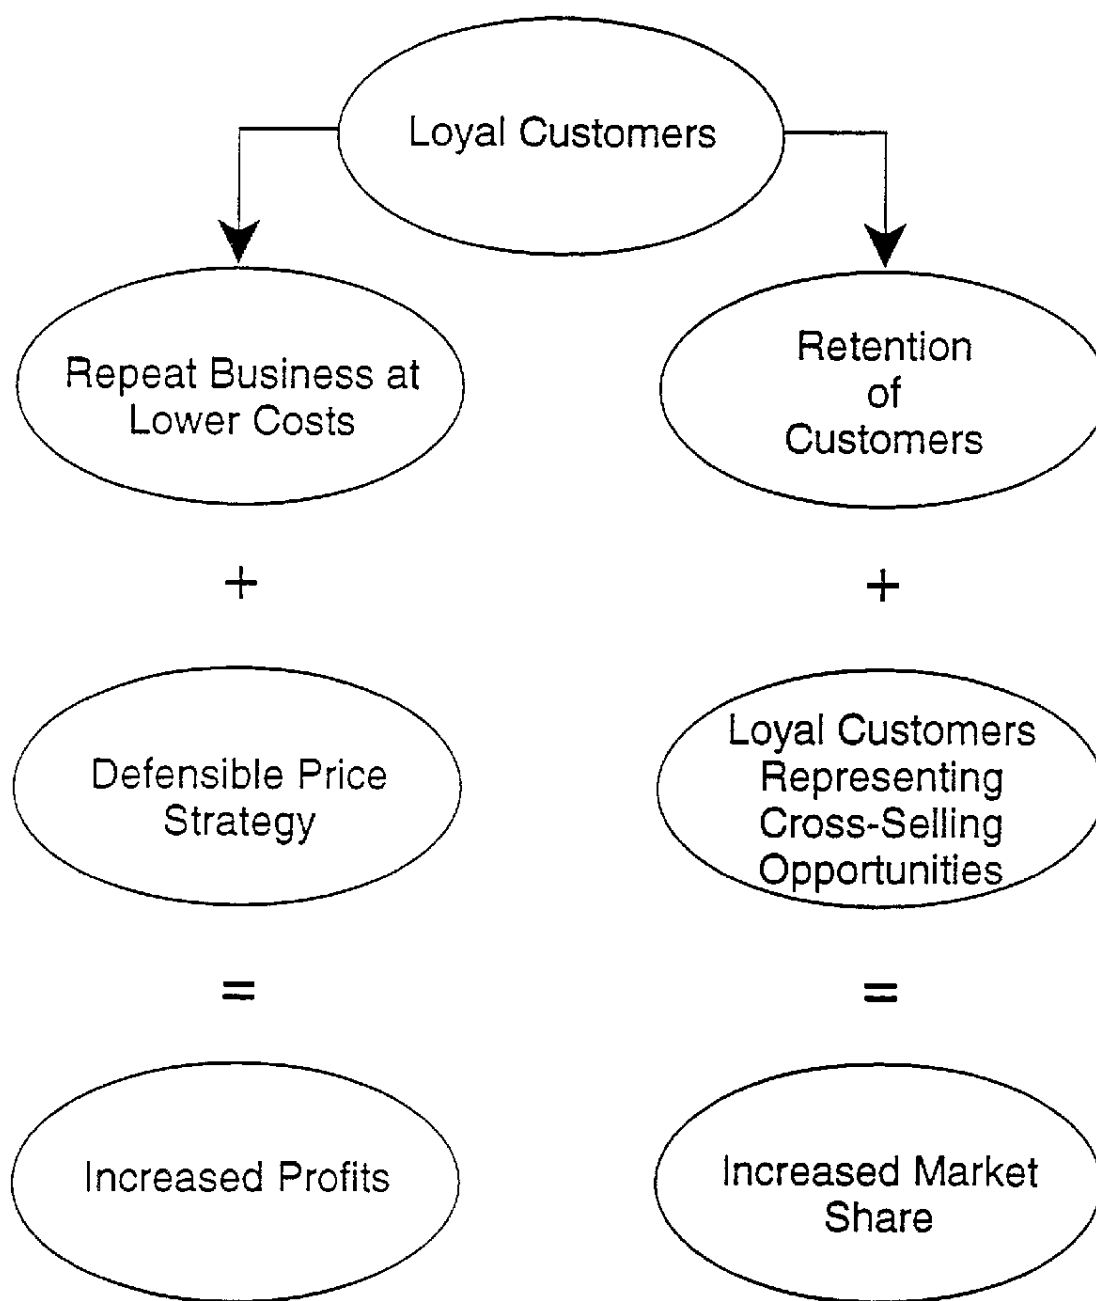 Loyal Customers
Repeat Business at
Lower Costs
Retention
of
Customers
+
+
Defensible Price
Strategy
Loyal Customers
Representing
Cross-Selling
Opportunities
=
=
Increased Profits
Increased Market
Share